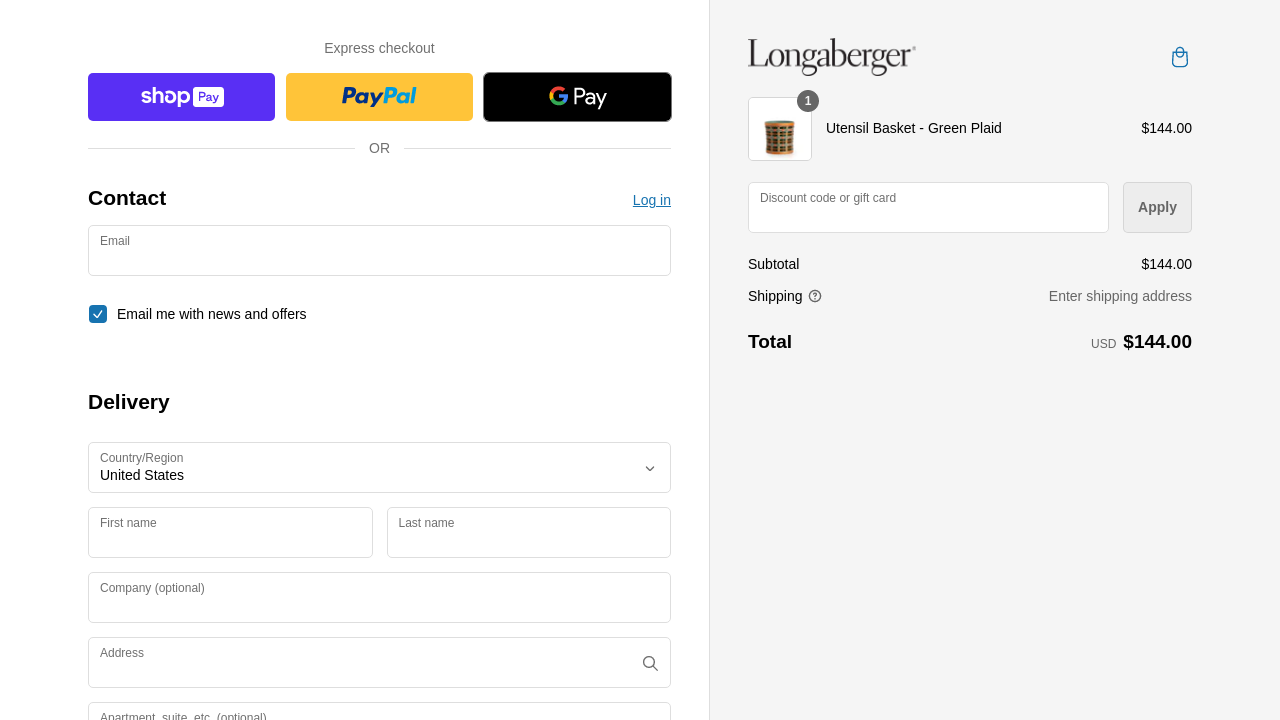 Express checkout
shop Pay
PayPal
G Pay
OR
Contact
Log in
Email
Email me with news and offers
Delivery
Country/Region
United States
First name
Last name
Company (optional)
Address
Apartment, suite, etc. (optional)
Longaberger®
1
Utensil Basket - Green Plaid
$144.00
Discount code or gift card
Apply
Subtotal
$144.00
Shipping
Enter shipping address
Total
USD $144.00